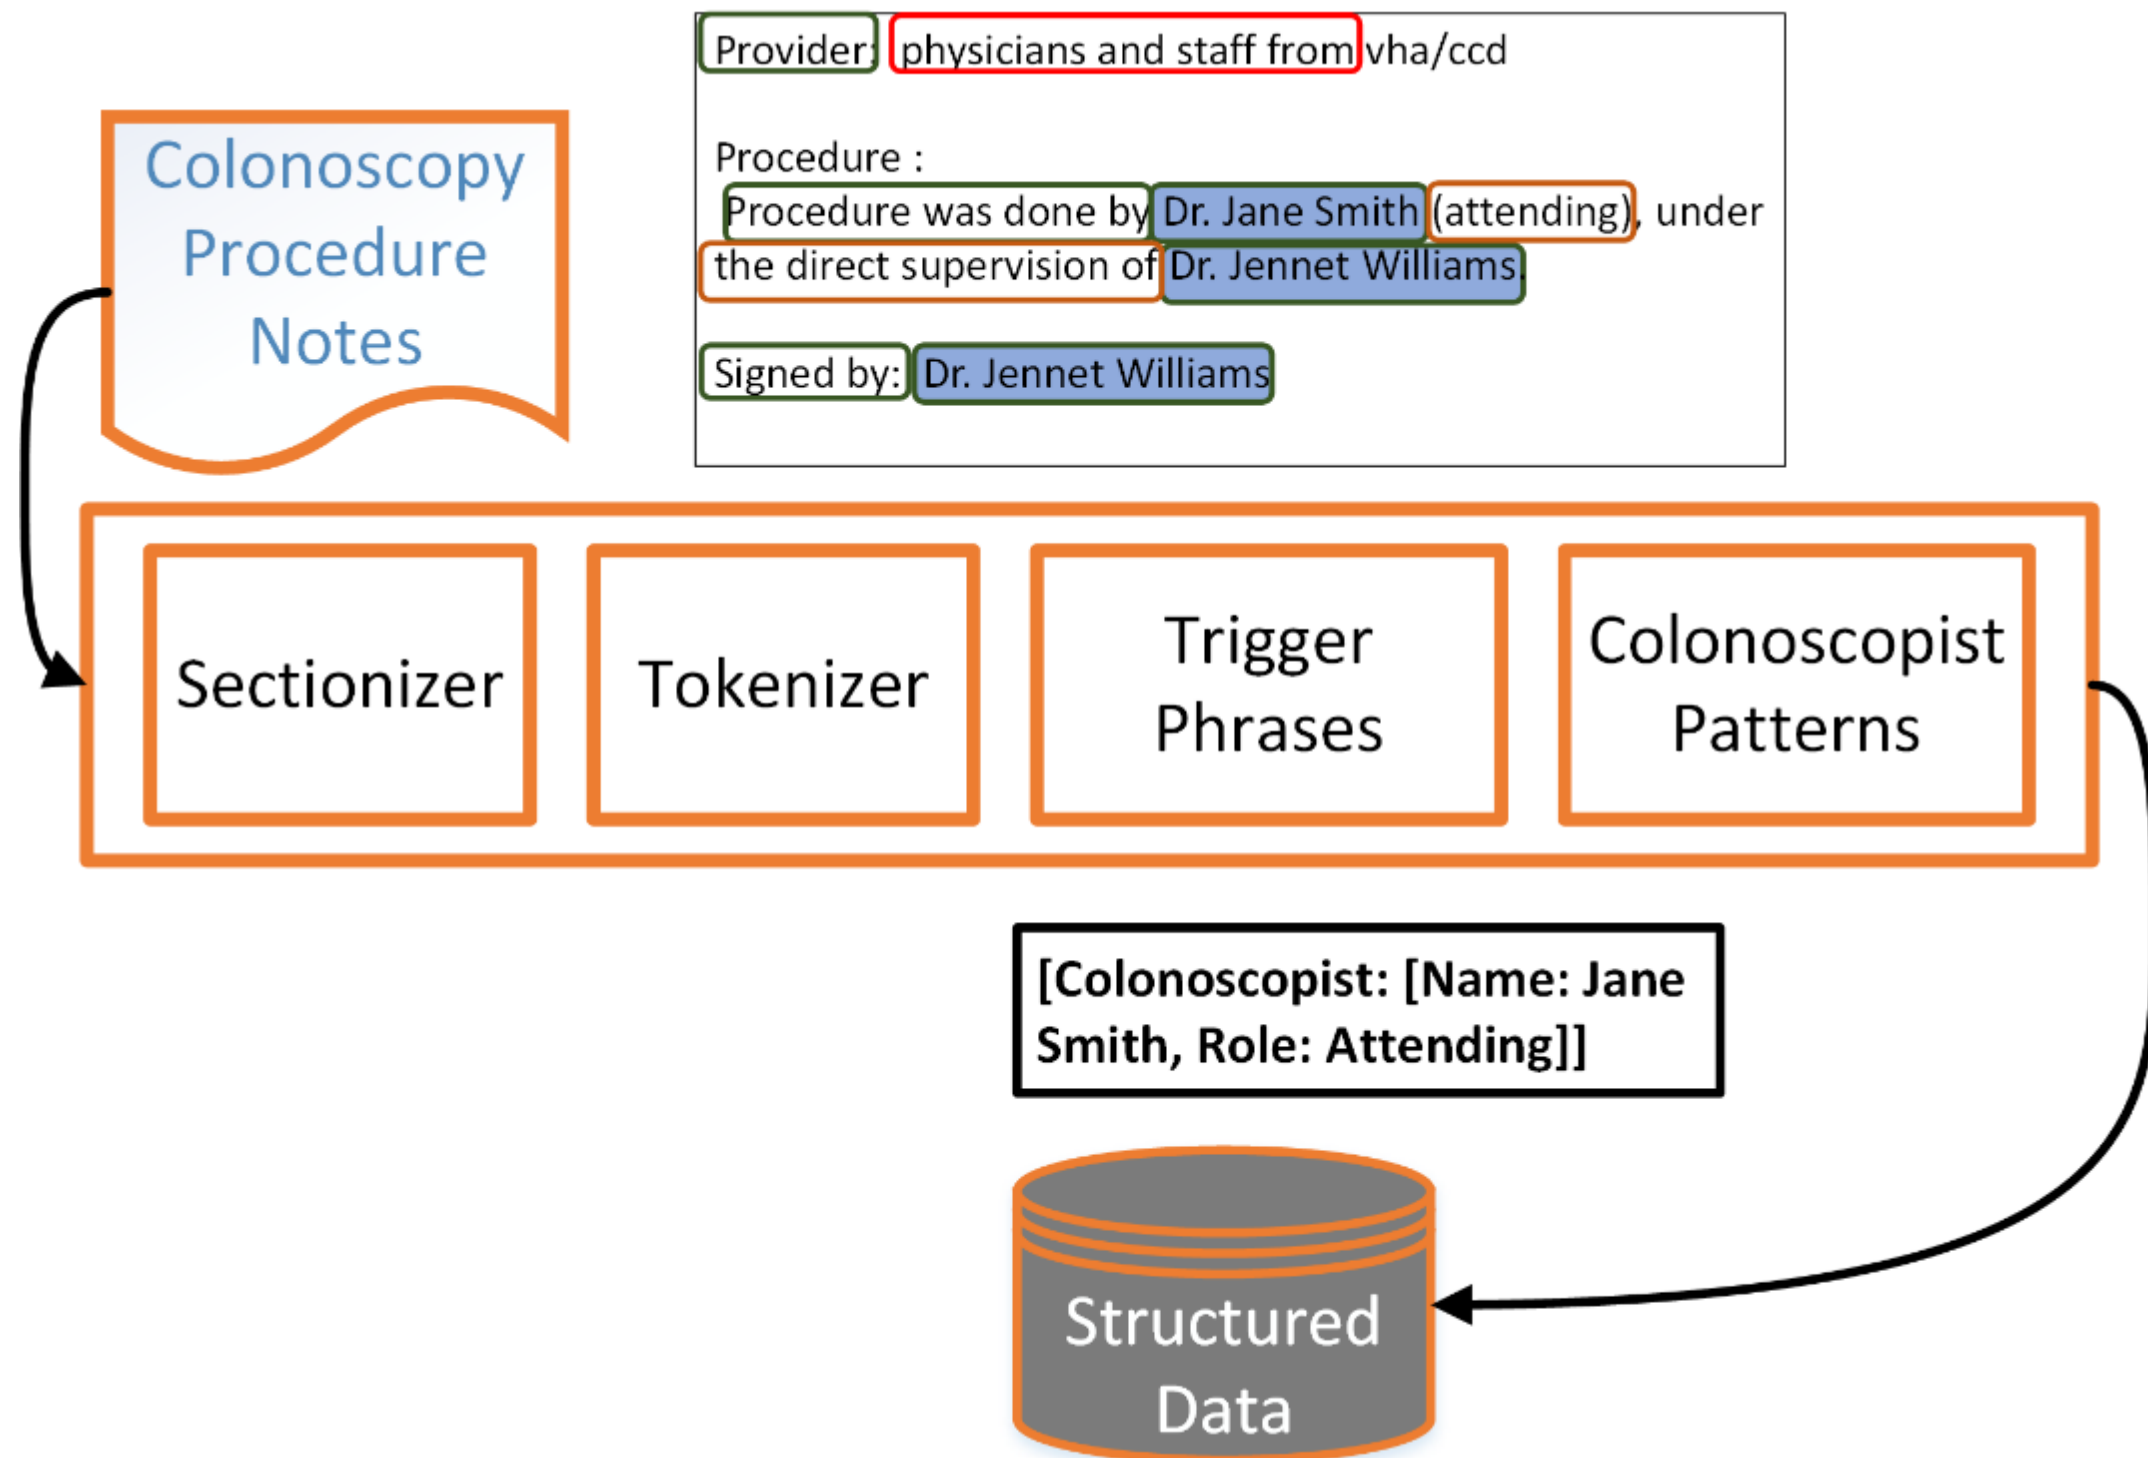 Provider: physicians and staff from vha/ccd
Procedure :
Procedure was done by Dr. Jane Smith (attending), under
the direct supervision of Dr. Jennet Williams.
Signed by: Dr. Jennet Williams
Colonoscopy
Procedure
Notes
Sectionizer
Tokenizer
Trigger
Phrases
Colonoscopist
Patterns
[Colonoscopist: [Name: Jane
Smith, Role: Attending]]
Structured
Data